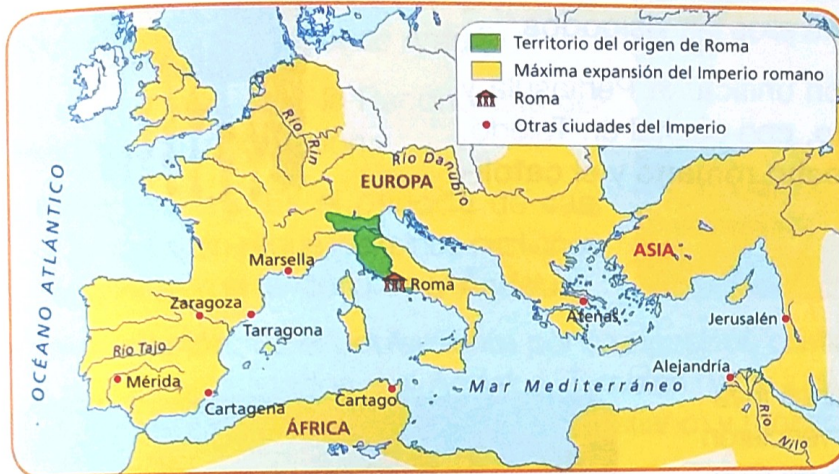 Territorio del origen de Roma
Máxima expansión del Imperio romano
Roma
Otras ciudades del Imperio
OCÉANO ATLÁNTICO
Río Rin
Río Danubio
EUROPA
ASIA
Marsella
Roma
Zaragoza
Tarragona
Atenas
Jerusalén
Río Tajo
Mérida
Alejandría
Mar Mediterráneo
Cartagena
Cartago
Río Nilo
ÁFRICA